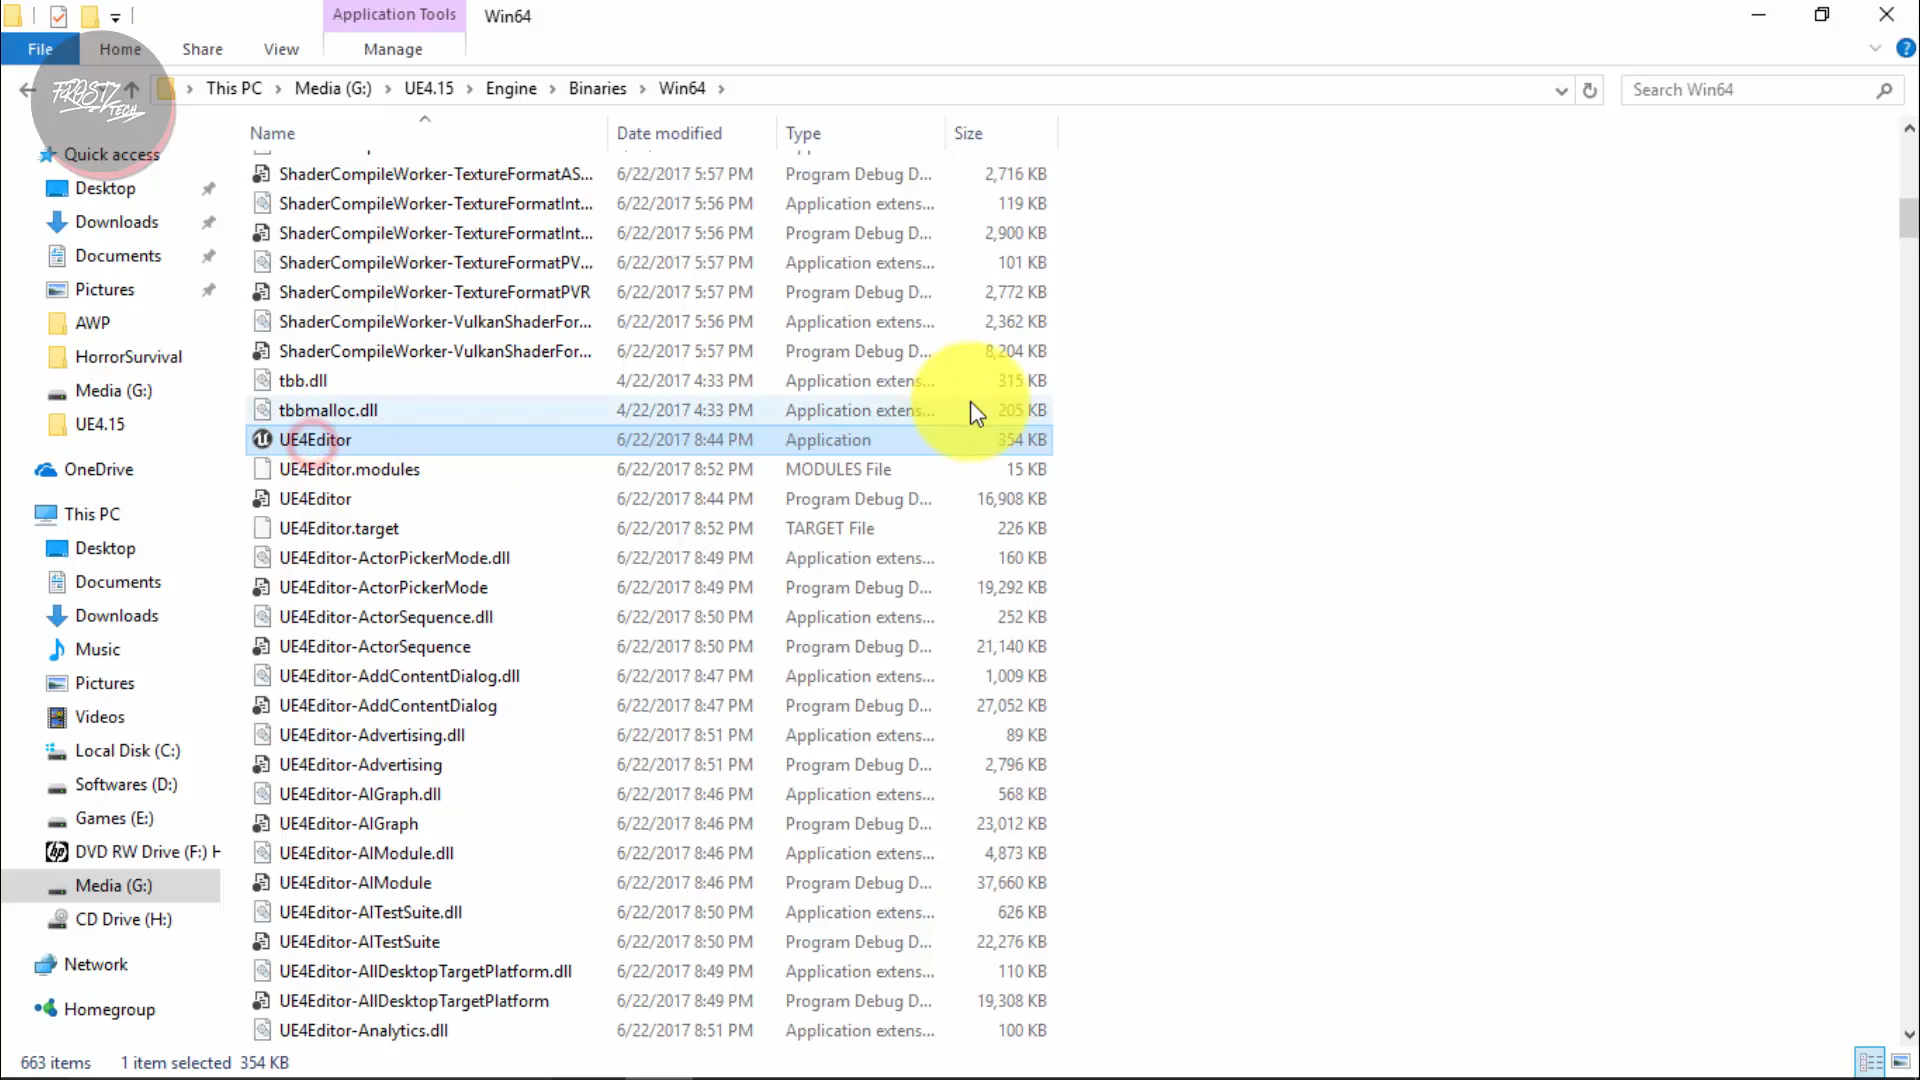 Application Tools
Win64
File
Home
Share
View
Manage
FROSTZ TECH
This PC > Media (G:) > UE4.15 > Engine > Binaries > Win64 >
Search Win64
Name
Date modified
Type
Size
Quick access
Desktop
Downloads
Documents
Pictures
AWP
HorrorSurvival
Media (G:)
UE4.15
OneDrive
This PC
Desktop
Documents
Downloads
Music
Pictures
Videos
Local Disk (C:)
Softwares (D:)
Games (E:)
DVD RW Drive (F:) H
Media (G:)
CD Drive (H:)
Network
Homegroup
ShaderCompileWorker-TextureFormatAS... 6/22/2017 5:57 PM Program Debug D... 2,716 KB
ShaderCompileWorker-TextureFormatInt... 6/22/2017 5:56 PM Application extens... 119 KB
ShaderCompileWorker-TextureFormatInt... 6/22/2017 5:56 PM Program Debug D... 2,900 KB
ShaderCompileWorker-TextureFormatPV... 6/22/2017 5:57 PM Application extens... 101 KB
ShaderCompileWorker-TextureFormatPVR 6/22/2017 5:57 PM Program Debug D... 2,772 KB
ShaderCompileWorker-VulkanShaderFor... 6/22/2017 5:56 PM Application extens... 2,362 KB
ShaderCompileWorker-VulkanShaderFor... 6/22/2017 5:57 PM Program Debug D... 8,204 KB
tbb.dll 4/22/2017 4:33 PM Application extens... 315 KB
tbbmalloc.dll 4/22/2017 4:33 PM Application extens... 205 KB
UE4Editor 6/22/2017 8:44 PM Application 354 KB
UE4Editor.modules 6/22/2017 8:52 PM MODULES File 15 KB
UE4Editor 6/22/2017 8:44 PM Program Debug D... 16,908 KB
UE4Editor.target 6/22/2017 8:52 PM TARGET File 226 KB
UE4Editor-ActorPickerMode.dll 6/22/2017 8:49 PM Application extens... 160 KB
UE4Editor-ActorPickerMode 6/22/2017 8:49 PM Program Debug D... 19,292 KB
UE4Editor-ActorSequence.dll 6/22/2017 8:50 PM Application extens... 252 KB
UE4Editor-ActorSequence 6/22/2017 8:50 PM Program Debug D... 21,140 KB
UE4Editor-AddContentDialog.dll 6/22/2017 8:47 PM Application extens... 1,009 KB
UE4Editor-AddContentDialog 6/22/2017 8:47 PM Program Debug D... 27,052 KB
UE4Editor-Advertising.dll 6/22/2017 8:51 PM Application extens... 89 KB
UE4Editor-Advertising 6/22/2017 8:51 PM Program Debug D... 2,796 KB
UE4Editor-AIGraph.dll 6/22/2017 8:46 PM Application extens... 568 KB
UE4Editor-AIGraph 6/22/2017 8:46 PM Program Debug D... 23,012 KB
UE4Editor-AIModule.dll 6/22/2017 8:46 PM Application extens... 4,873 KB
UE4Editor-AIModule 6/22/2017 8:46 PM Program Debug D... 37,660 KB
UE4Editor-AITestSuite.dll 6/22/2017 8:50 PM Application extens... 626 KB
UE4Editor-AITestSuite 6/22/2017 8:50 PM Program Debug D... 22,276 KB
UE4Editor-AllDesktopTargetPlatform.dll 6/22/2017 8:49 PM Application extens... 110 KB
UE4Editor-AllDesktopTargetPlatform 6/22/2017 8:49 PM Program Debug D... 19,308 KB
UE4Editor-Analytics.dll 6/22/2017 8:51 PM Application extens... 100 KB
663 items 1 item selected 354 KB